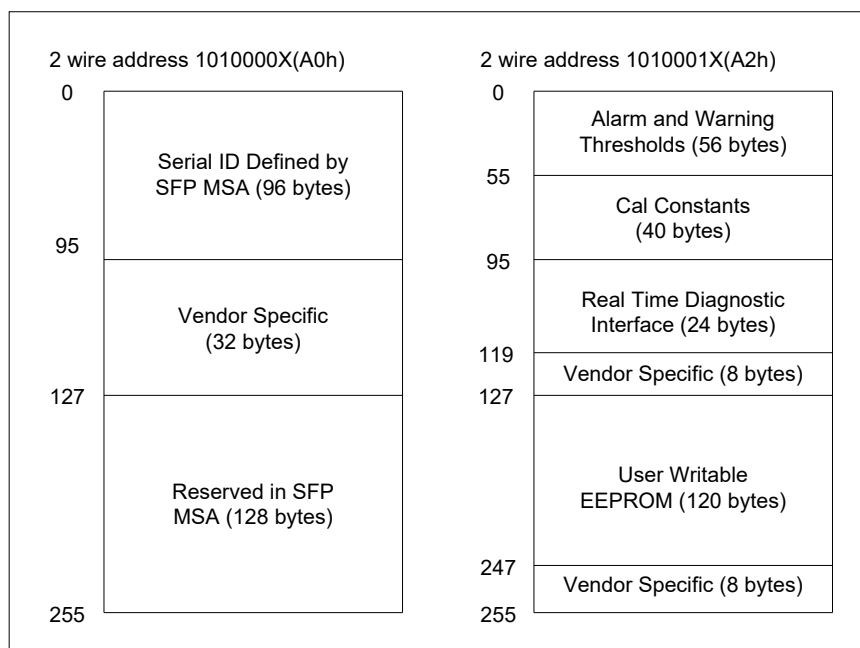 2 wire address 1010000X(A0h)
0
Serial ID Defined by
SFP MSA (96 bytes)
95
Vendor Specific
(32 bytes)
127
Reserved in SFP
MSA (128 bytes)
255
2 wire address 1010001X(A2h)
0
Alarm and Warning
Thresholds (56 bytes)
55
Cal Constants
(40 bytes)
95
Real Time Diagnostic
Interface (24 bytes)
119
Vendor Specific (8 bytes)
127
User Writable
EEPROM (120 bytes)
247
Vendor Specific (8 bytes)
255